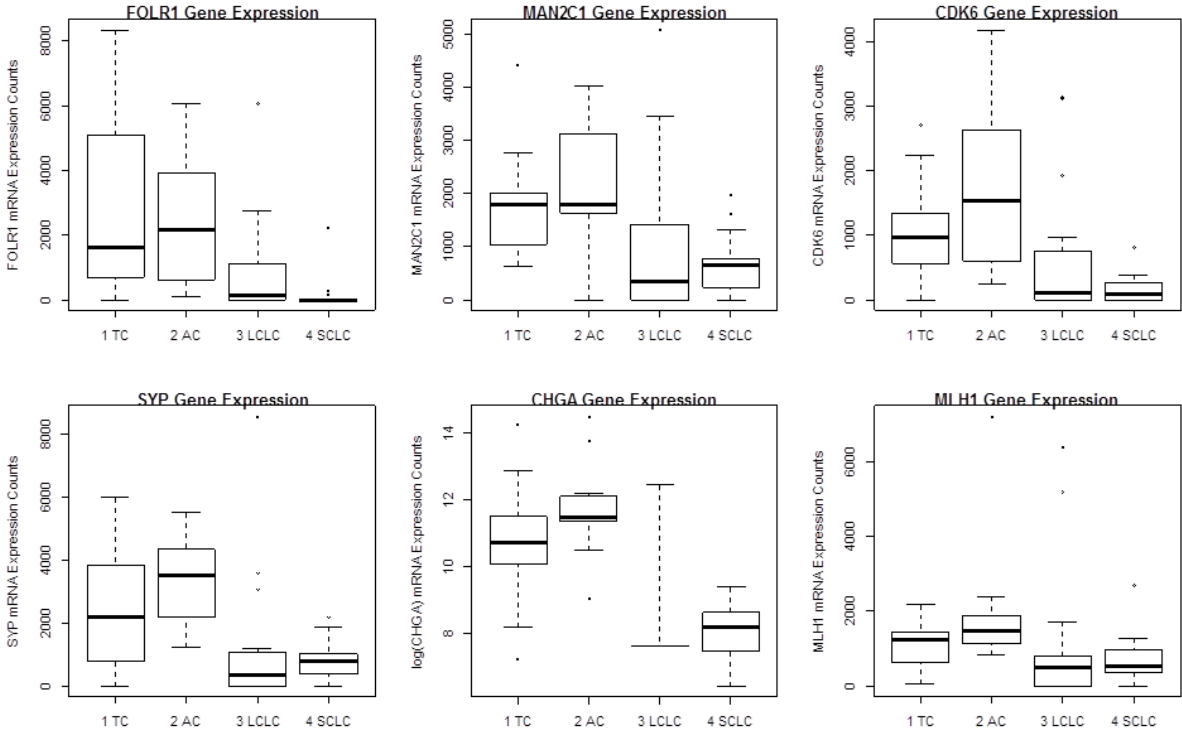 FOLR1 Gene Expression
FOLR1 mRNA Expression Counts
8000
6000
4000
2000
0
1 TC 2 AC 3 LCLC 4 SCLC
MAN2C1 Gene Expression
MAN2C1 mRNA Expression Counts
5000
4000
3000
2000
1000
0
1 TC 2 AC 3 LCLC 4 SCLC
CDK6 Gene Expression
CDK6 mRNA Expression Counts
4000
3000
2000
1000
0
1 TC 2 AC 3 LCLC 4 SCLC
SYP Gene Expression
SYP mRNA Expression Counts
8000
6000
4000
2000
0
1 TC 2 AC 3 LCLC 4 SCLC
CHGA Gene Expression
log(CHGA) mRNA Expression Counts
14
12
10
8
1 TC 2 AC 3 LCLC 4 SCLC
MLH1 Gene Expression
MLH1 mRNA Expression Counts
6000
4000
2000
0
1 TC 2 AC 3 LCLC 4 SCLC